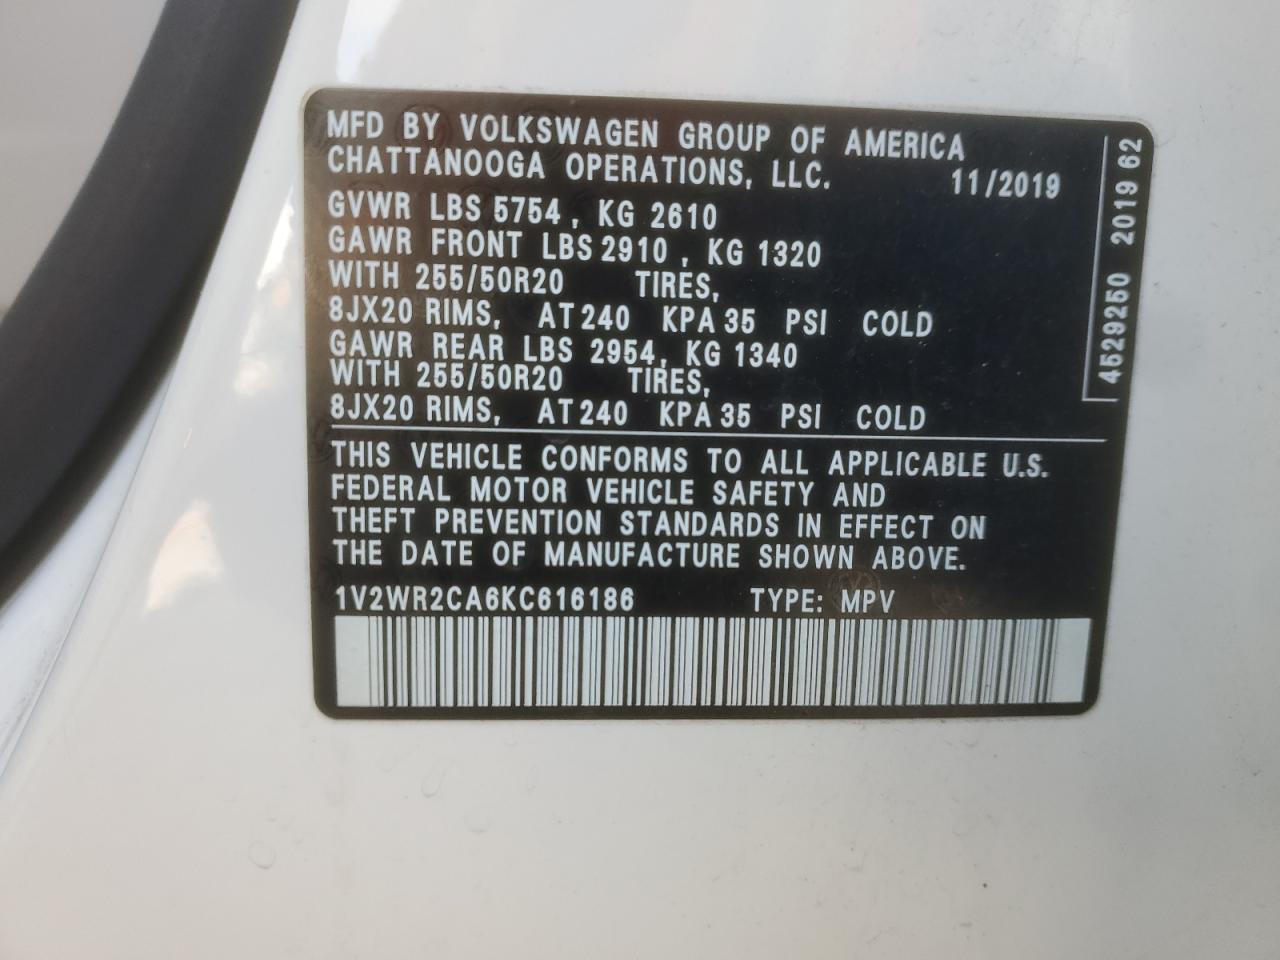 MFD BY VOLKSWAGEN GROUP OF AMERICA
CHATTANOOGA OPERATIONS, LLC. 11/2019
GVWR LBS 5754, KG 2610
GAWR FRONT LBS 2910, KG 1320
WITH 255/50R20 TIRES,
8JX20 RIMS, AT 240 KPA 35 PSI COLD
GAWR REAR LBS 2954, KG 1340
WITH 255/50R20 TIRES,
8JX20 RIMS, AT 240 KPA 35 PSI COLD
THIS VEHICLE CONFORMS TO ALL APPLICABLE U.S.
FEDERAL MOTOR VEHICLE SAFETY AND
THEFT PREVENTION STANDARDS IN EFFECT ON
THE DATE OF MANUFACTURE SHOWN ABOVE.
1V2WR2CA6KC616186 TYPE: MPV
4529250 2019 62